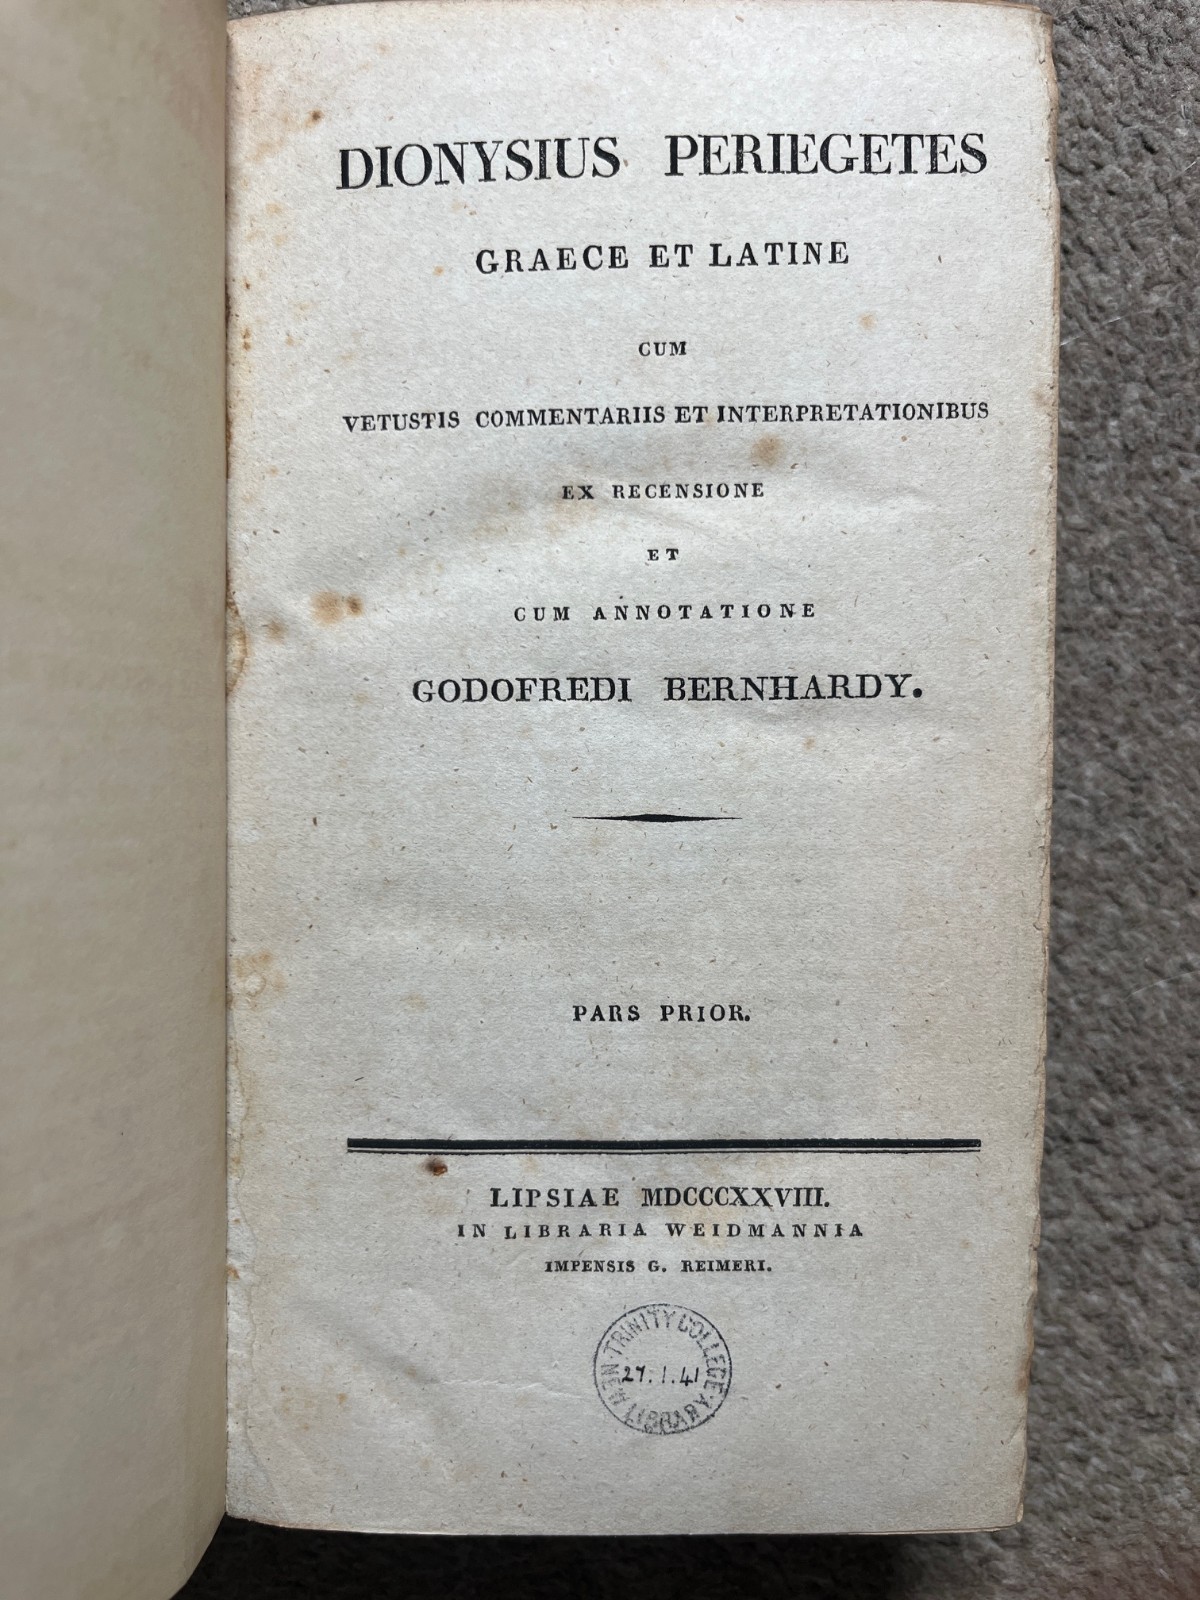 DIONYSIUS PERIEGETES
GRAECE ET LATINE
CUM
VETUSTIS COMMENTARIIS ET INTERPRETATIONIBUS
EX RECENSIONE
ET
CUM ANNOTATIONE
GODOFREDI BERNHARDY.
PARS PRIOR.
LIPSIAE MDCCCXXVIII.
IN LIBRARIA WEIDMANNIA
IMPENSIS G. REIMERI.
TRINITY COLLEGE
27.1.41
NEW LIBRARY